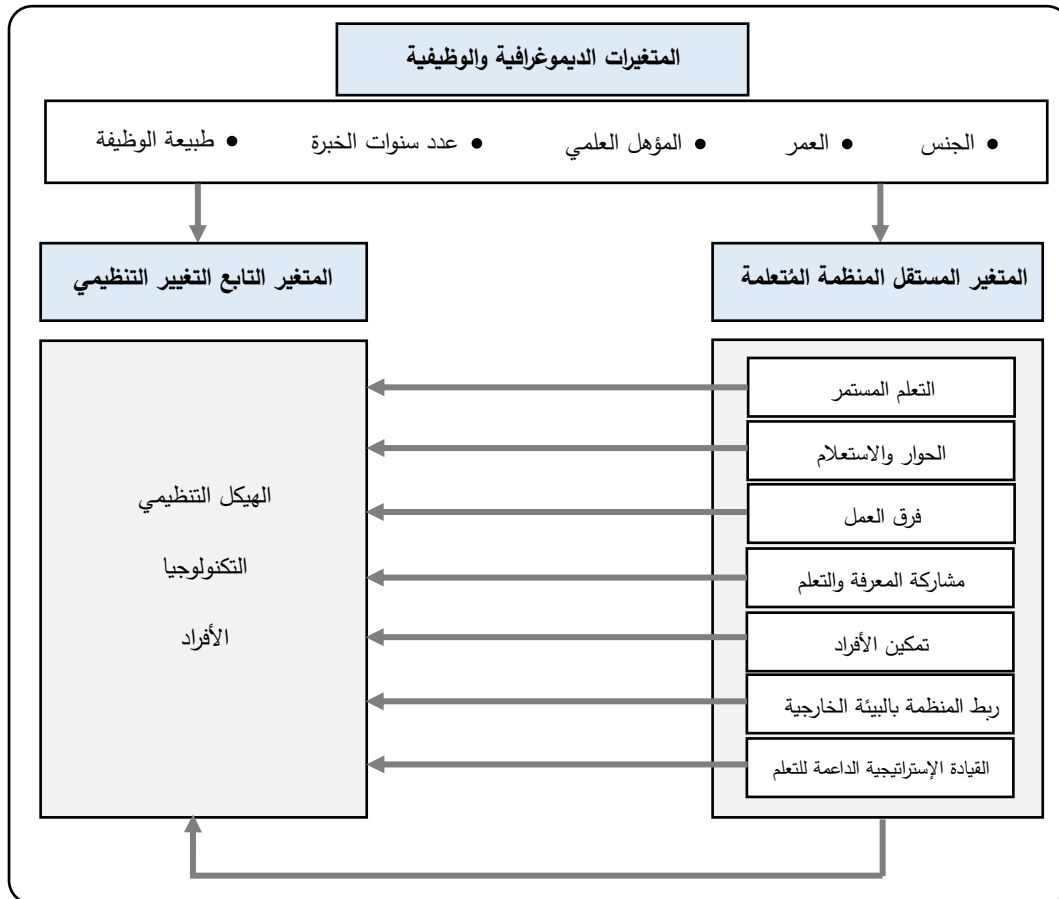 المتغيرات الديموغرافية والوظيفية
• الجنس • العمر • المؤهل العلمي • عدد سنوات الخبرة • طبيعة الوظيفة
المتغير المستقل المنظمة المُتعلمة
المتغير التابع التغيير التنظيمي
التعلم المستمر
الحوار والاستعلام
فرق العمل
مشاركة المعرفة والتعلم
تمكين الأفراد
ربط المنظمة بالبيئة الخارجية
القيادة الإستراتيجية الداعمة للتعلم
الهيكل التنظيمي
التكنولوجيا
الأفراد